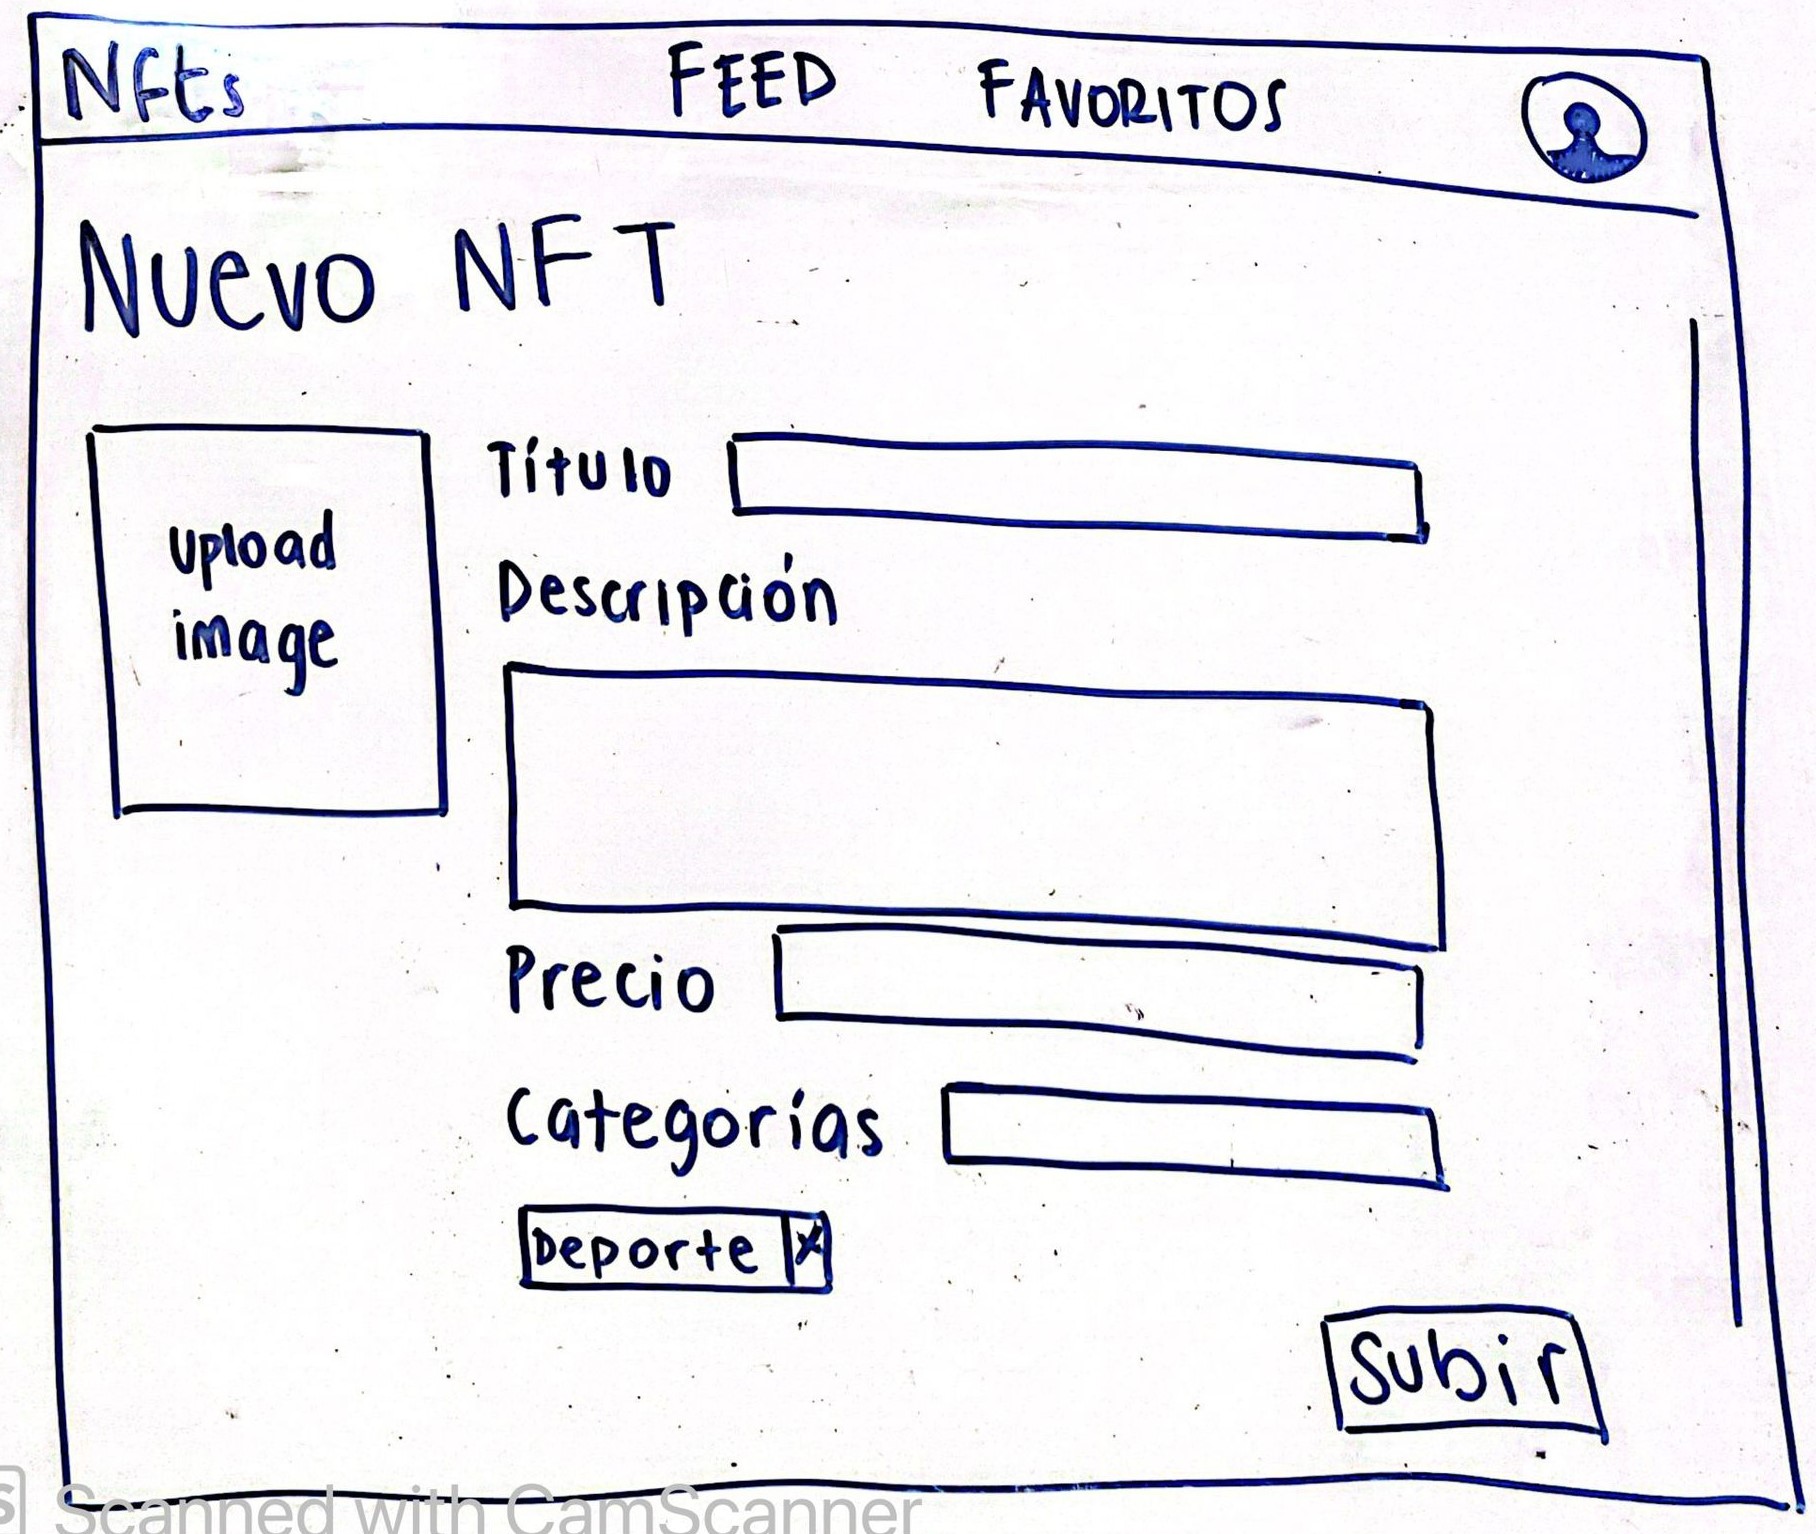 Nfts FEED FAVORITOS
Nuevo NFT
upload
image
Título
Descripción
Precio
Categorías
Deporte X
Subir
S Scanned with CamScanner